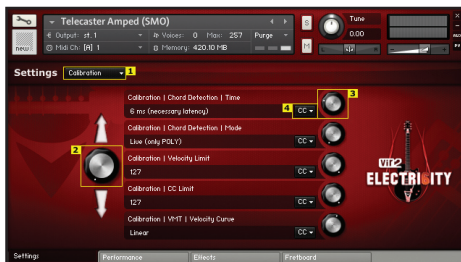 Telecaster Amped (SMO)
Output: st. 1 Voices: 0 Max: 257 Purge
Midi Ch: [A] 1 Memory: 420.10 MB
new
S
M
Tune
0.00
L R
AUX
Settings Calibration 1
Calibration | Chord Detection | Time 3
6 ms (necessary latency) 4 CC
Calibration | Chord Detection | Mode
Live (only POLY) CC
2
Calibration | Velocity Limit
127 CC
Calibration | CC Limit
127 CC
Calibration | VMT | Velocity Curve
Linear CC
VIR2
ELECTRI6ITY
Settings Performance Effects Fretboard